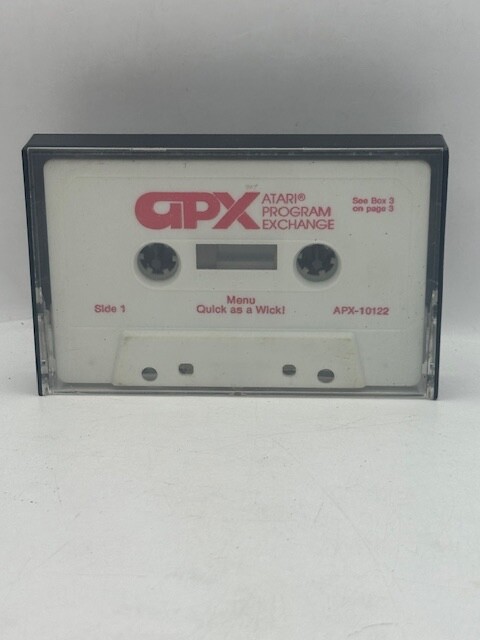 APX
ATARI®
PROGRAM
EXCHANGE
See Box 3
on page 3
Side 1
Menu
Quick as a Wick!
APX-10122